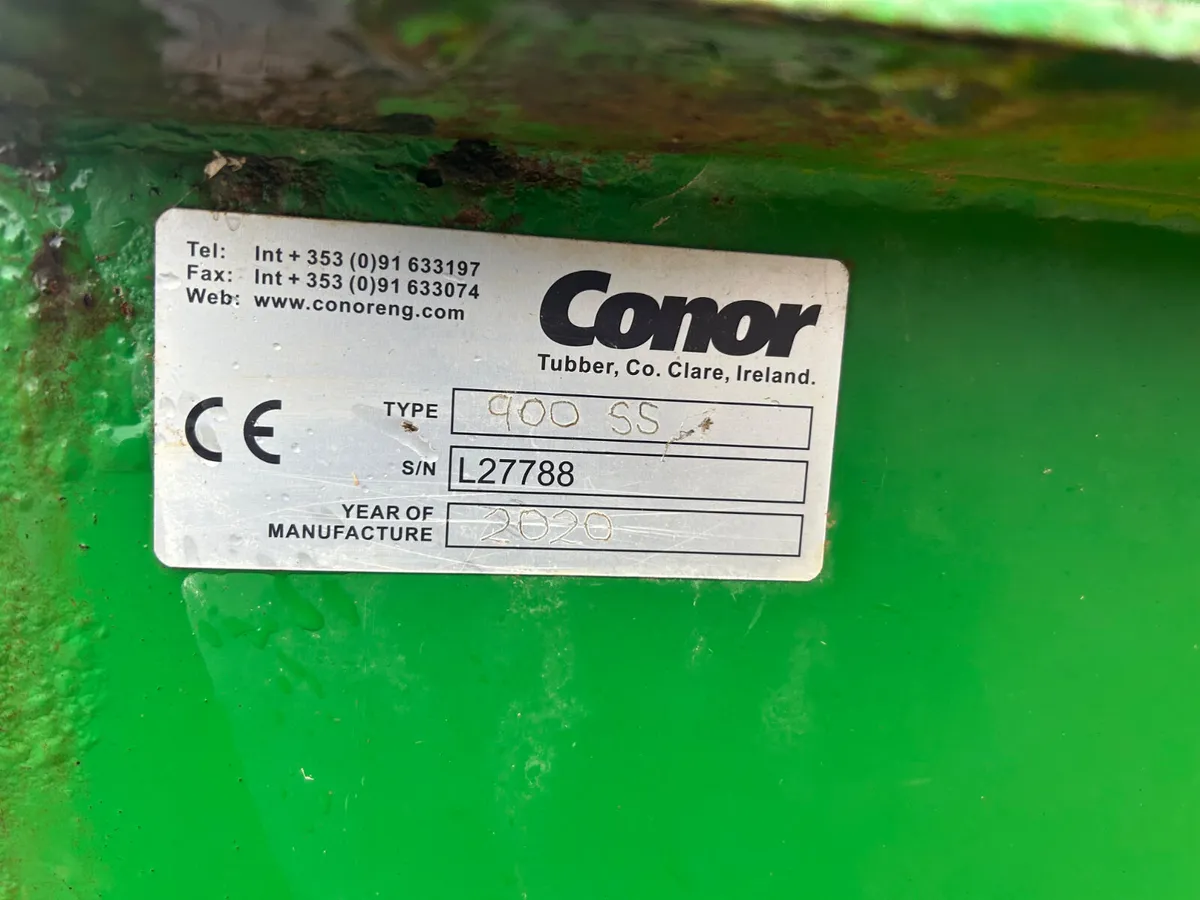 Tel: Int + 353 (0)91 633197
Fax: Int + 353 (0)91 633074
Web: www.conoreng.com
Conor
Tubber, Co. Clare, Ireland.
CE
TYPE 900 SS
S/N L27788
YEAR OF
MANUFACTURE 2020